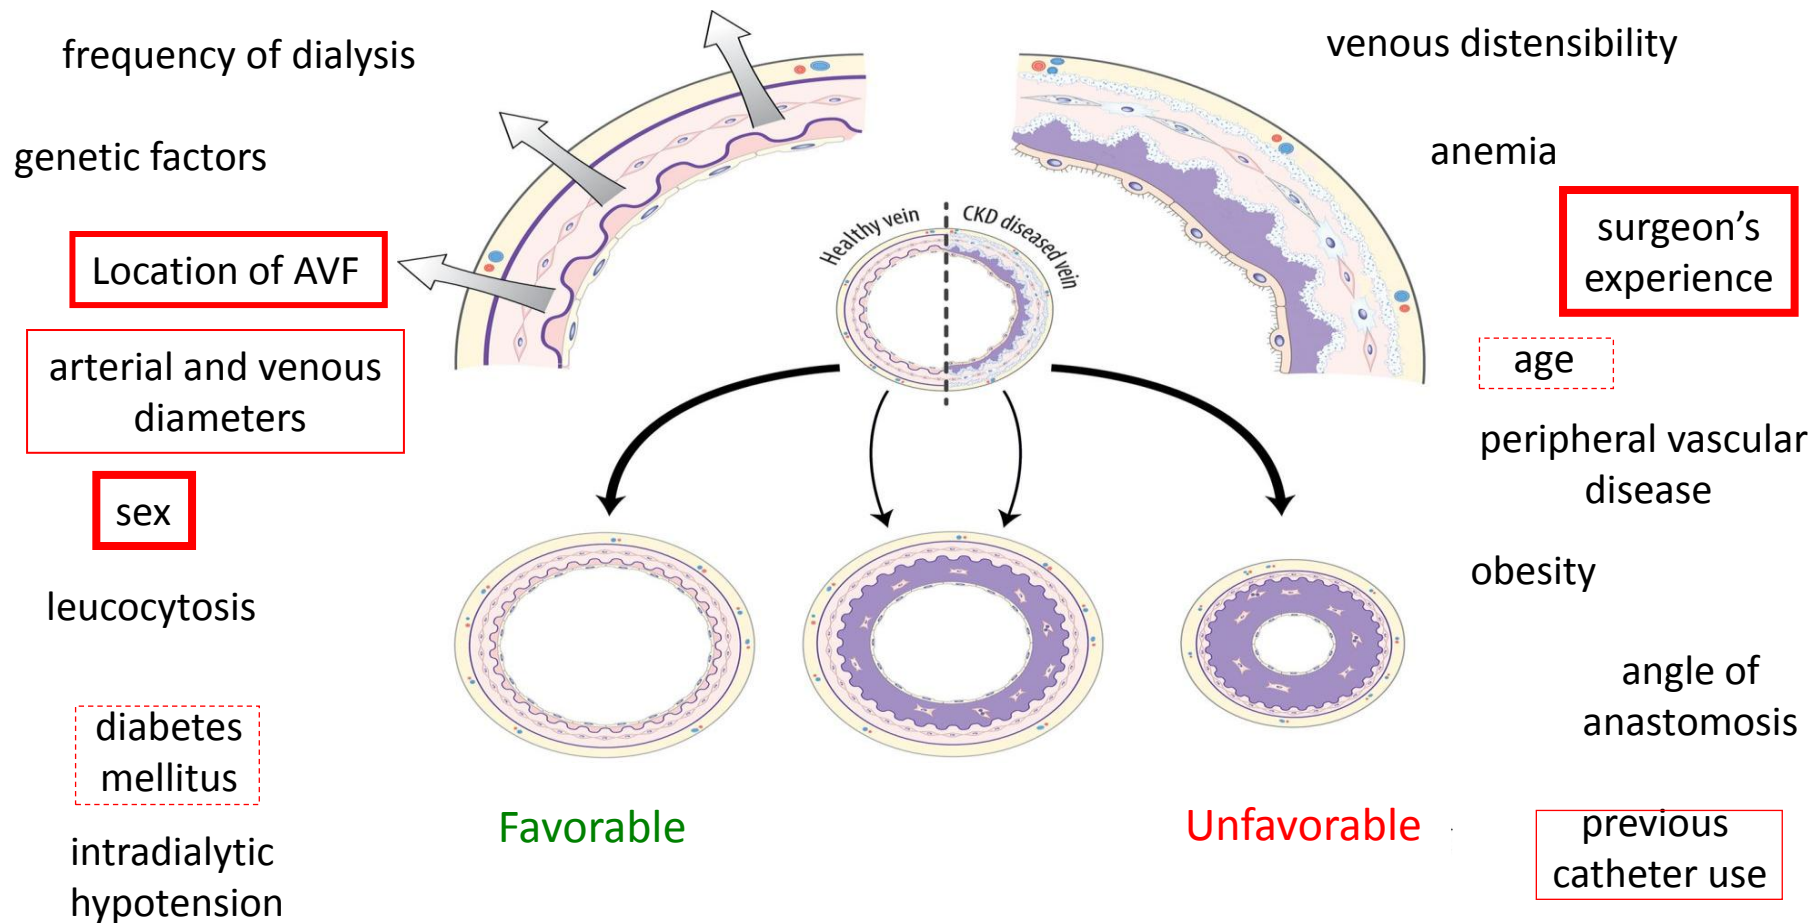 frequency of dialysis
genetic factors
Location of AVF
arterial and venous
diameters
sex
leucocytosis
diabetes
mellitus
intradialytic
hypotension
Healthy vein
CKD diseased vein
Favorable
Unfavorable
venous distensibility
anemia
surgeon’s
experience
age
peripheral vascular
disease
obesity
angle of
anastomosis
previous
catheter use